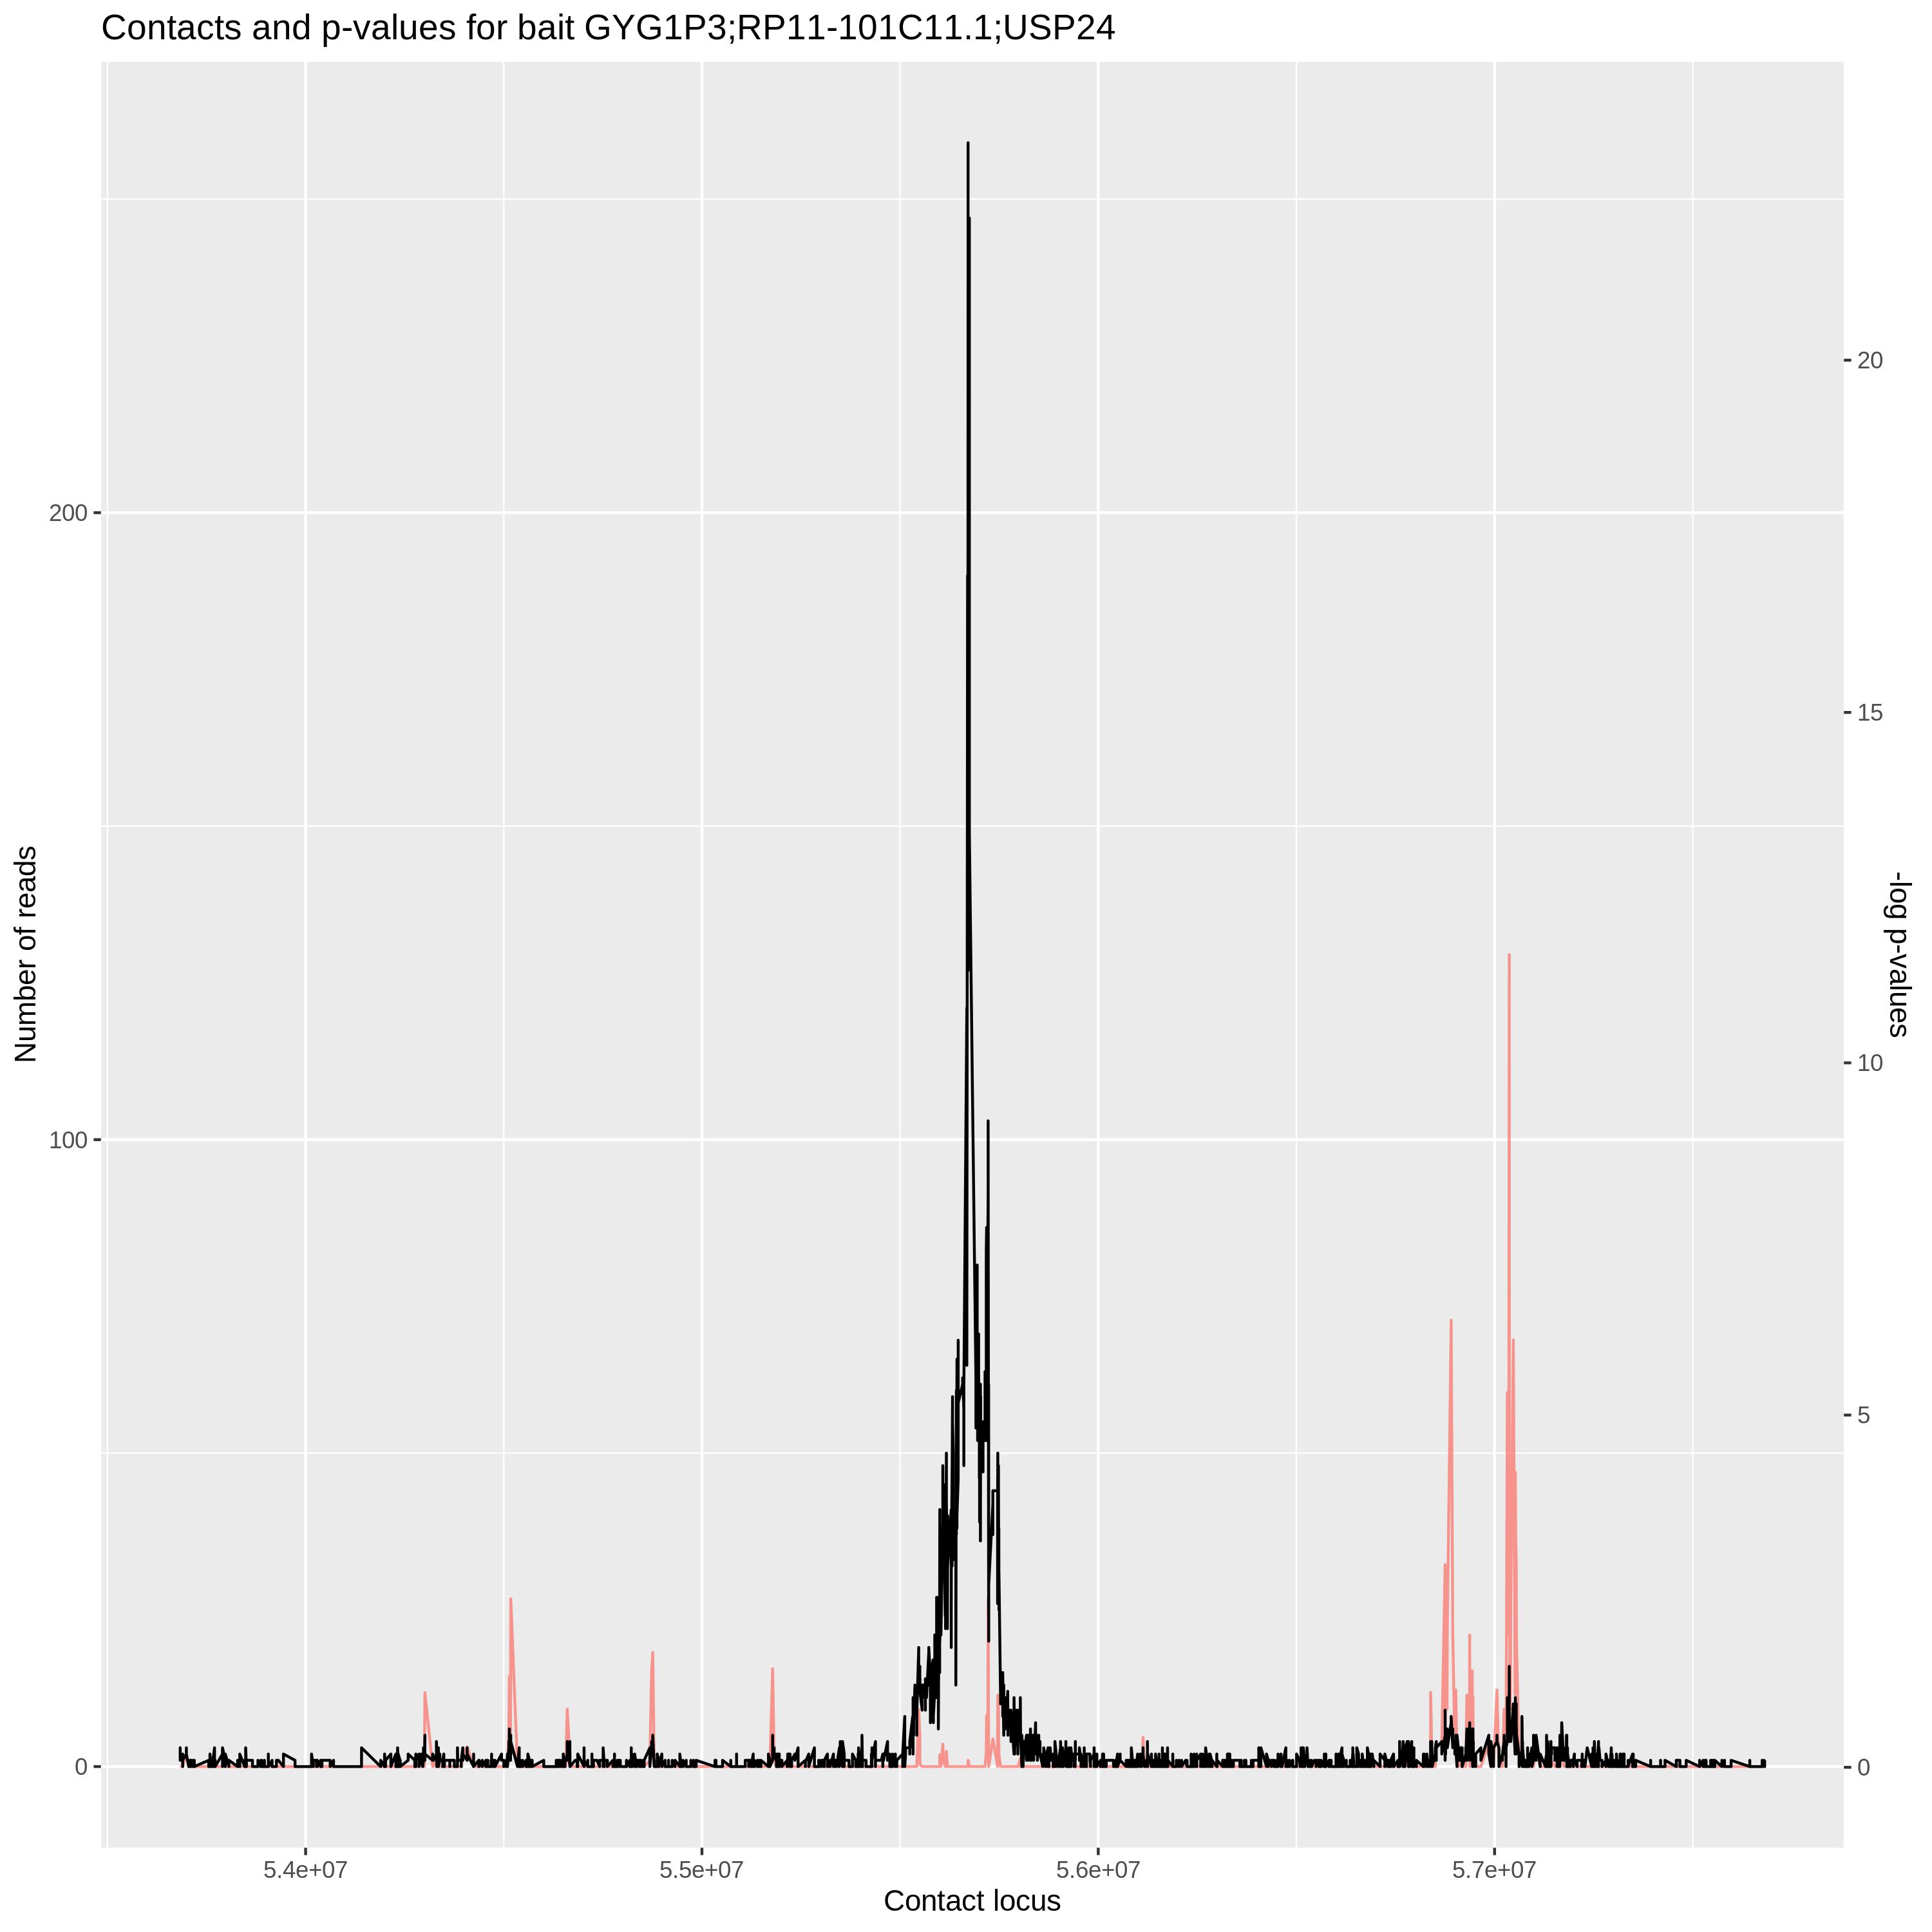 Contacts and p-values for bait GYG1P3;RP11-101C11.1;USP24
Number of reads
200
100
0
20
15
10
5
0
-log p-values
5.4e+07
5.5e+07
5.6e+07
5.7e+07
Contact locus